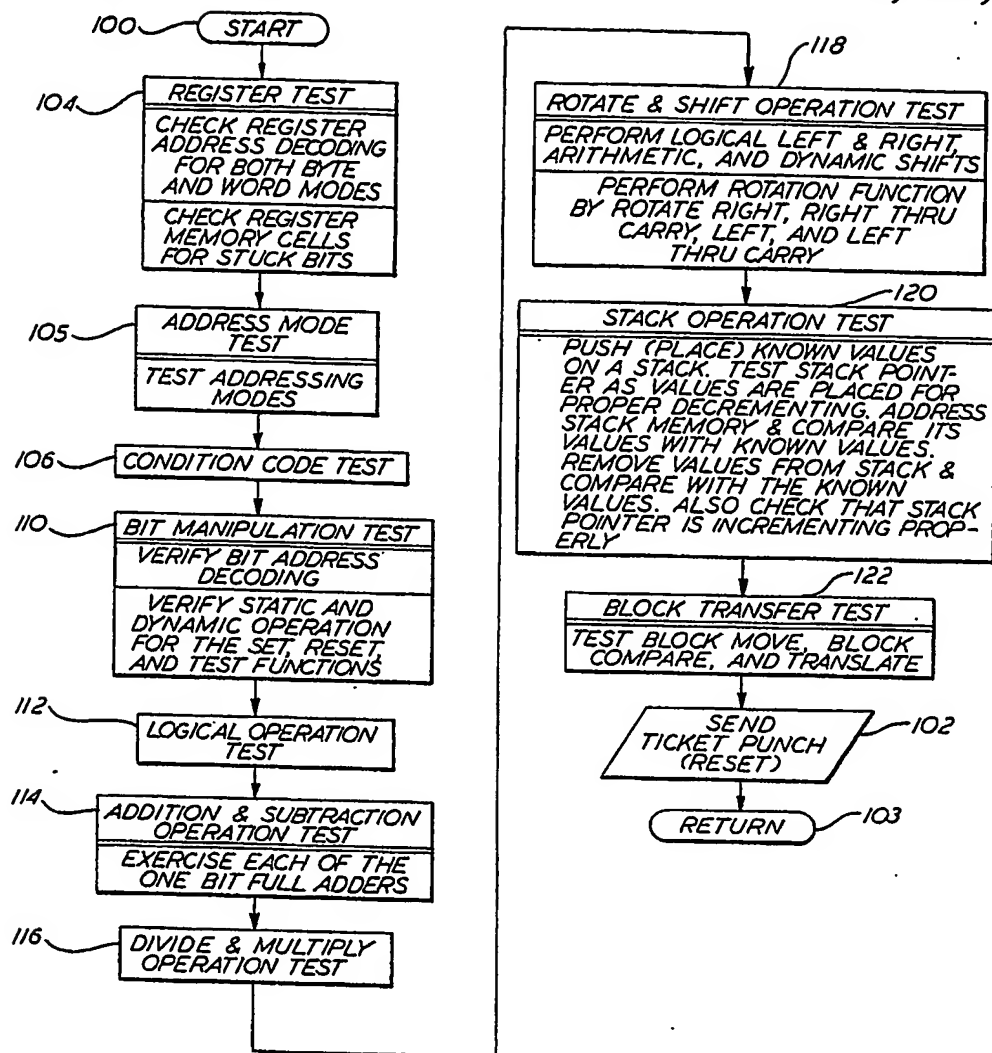 100
START
104
REGISTER TEST
CHECK REGISTER
ADDRESS DECODING
FOR BOTH BYTE
AND WORD MODES
CHECK REGISTER
MEMORY CELLS
FOR STUCK BITS
105
ADDRESS MODE
TEST
TEST ADDRESSING
MODES
106
CONDITION CODE TEST
110
BIT MANIPULATION TEST
VERIFY BIT ADDRESS
DECODING
VERIFY STATIC AND
DYNAMIC OPERATION
FOR THE SET, RESET,
AND TEST FUNCTIONS
112
LOGICAL OPERATION
TEST
114
ADDITION & SUBTRACTION
OPERATION TEST
EXERCISE EACH OF THE
ONE BIT FULL ADDERS
116
DIVIDE & MULTIPLY
OPERATION TEST
118
ROTATE & SHIFT OPERATION TEST
PERFORM LOGICAL LEFT & RIGHT,
ARITHMETIC, AND DYNAMIC SHIFTS
PERFORM ROTATION FUNCTION
BY ROTATE RIGHT, RIGHT THRU
CARRY, LEFT, AND LEFT
THRU CARRY
120
STACK OPERATION TEST
PUSH (PLACE) KNOWN VALUES
ON A STACK. TEST STACK POINT-
ER AS VALUES ARE PLACED FOR
PROPER DECREMENTING. ADDRESS
STACK MEMORY & COMPARE ITS
VALUES WITH KNOWN VALUES.
REMOVE VALUES FROM STACK &
COMPARE WITH THE KNOWN
VALUES. ALSO CHECK THAT STACK
POINTER IS INCREMENTING PROP-
ERLY
122
BLOCK TRANSFER TEST
TEST BLOCK MOVE, BLOCK
COMPARE, AND TRANSLATE
102
SEND
TICKET PUNCH
(RESET)
RETURN
103